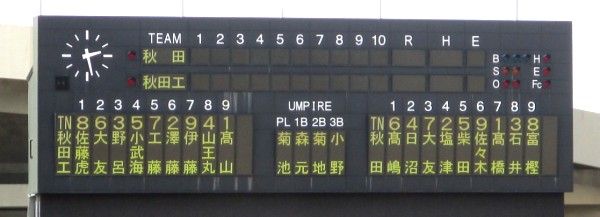 TEAM 1 2 3 4 5 6 7 8 9 10 R H E
秋田
秋田工
B H
S E
O Fc
1 2 3 4 5 6 7 8 9
TN 8 6 3 5 7 2 9 4 1
秋田工
佐藤虎
大友
野呂
小武海
工藤
澤藤
伊藤
山王丸
髙山
UMPIRE
PL 1B 2B 3B
菊池
森元
菊地
小野
1 2 3 4 5 6 7 8 9
TN 6 4 7 2 5 9 1 3 8
秋田
髙嶋
日沼
大友
塩津
柴田
佐々木
髙橋
石井
富樫